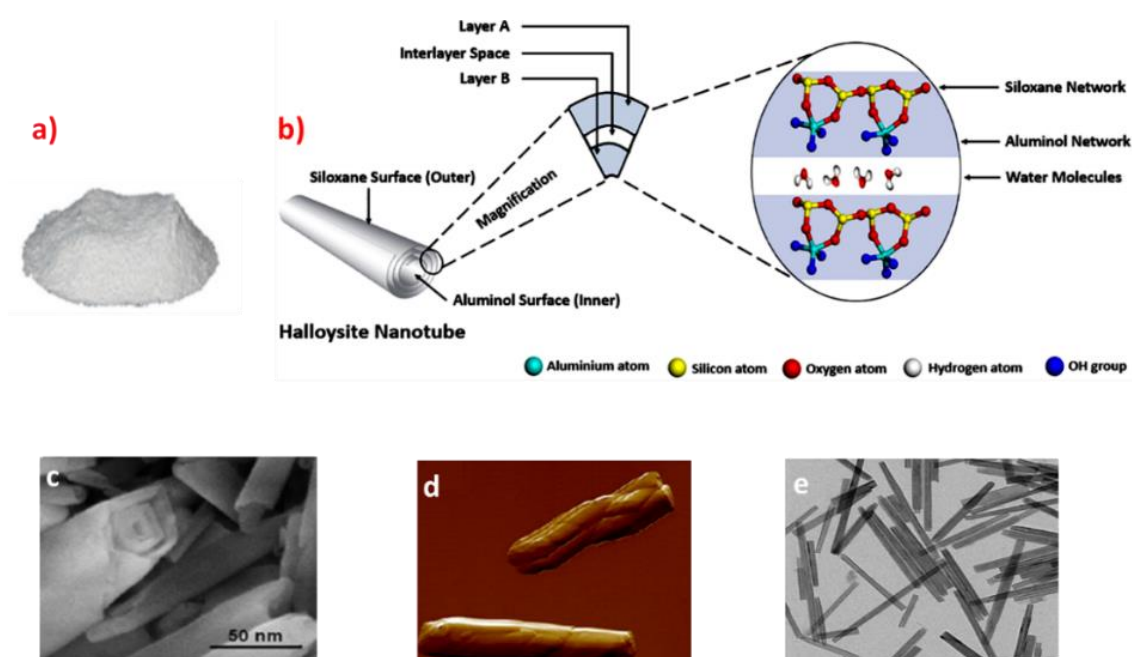 a)
b)
Layer A
Interlayer Space
Layer B
Siloxane Surface (Outer)
Magnification
Aluminol Surface (Inner)
Halloysite Nanotube
Siloxane Network
Aluminol Network
Water Molecules
Aluminium atom
Silicon atom
Oxygen atom
Hydrogen atom
OH group
c
50 nm
d
e